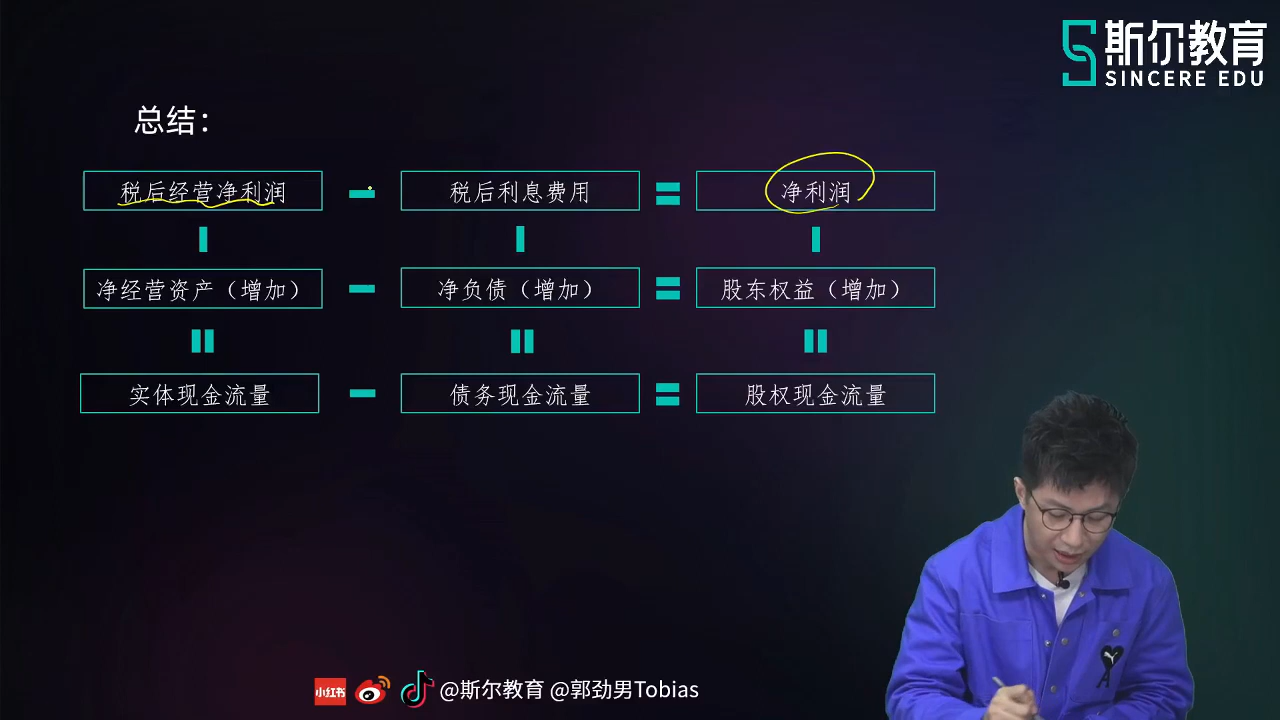 斯尔教育
SINCERE EDU
总结：
税后经营净利润 - 税后利息费用 = 净利润
净经营资产（增加） - 净负债（增加） = 股东权益（增加）
实体现金流量 - 债务现金流量 = 股权现金流量
小红书 @斯尔教育 @郭劲男Tobias